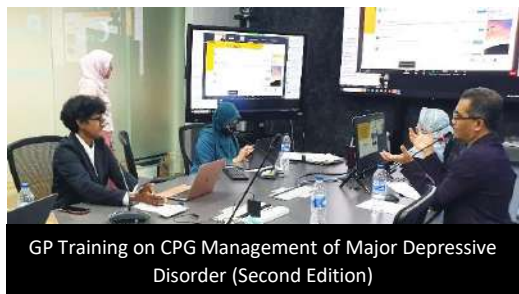 GP Training on CPG Management of Major Depressive
Disorder (Second Edition)